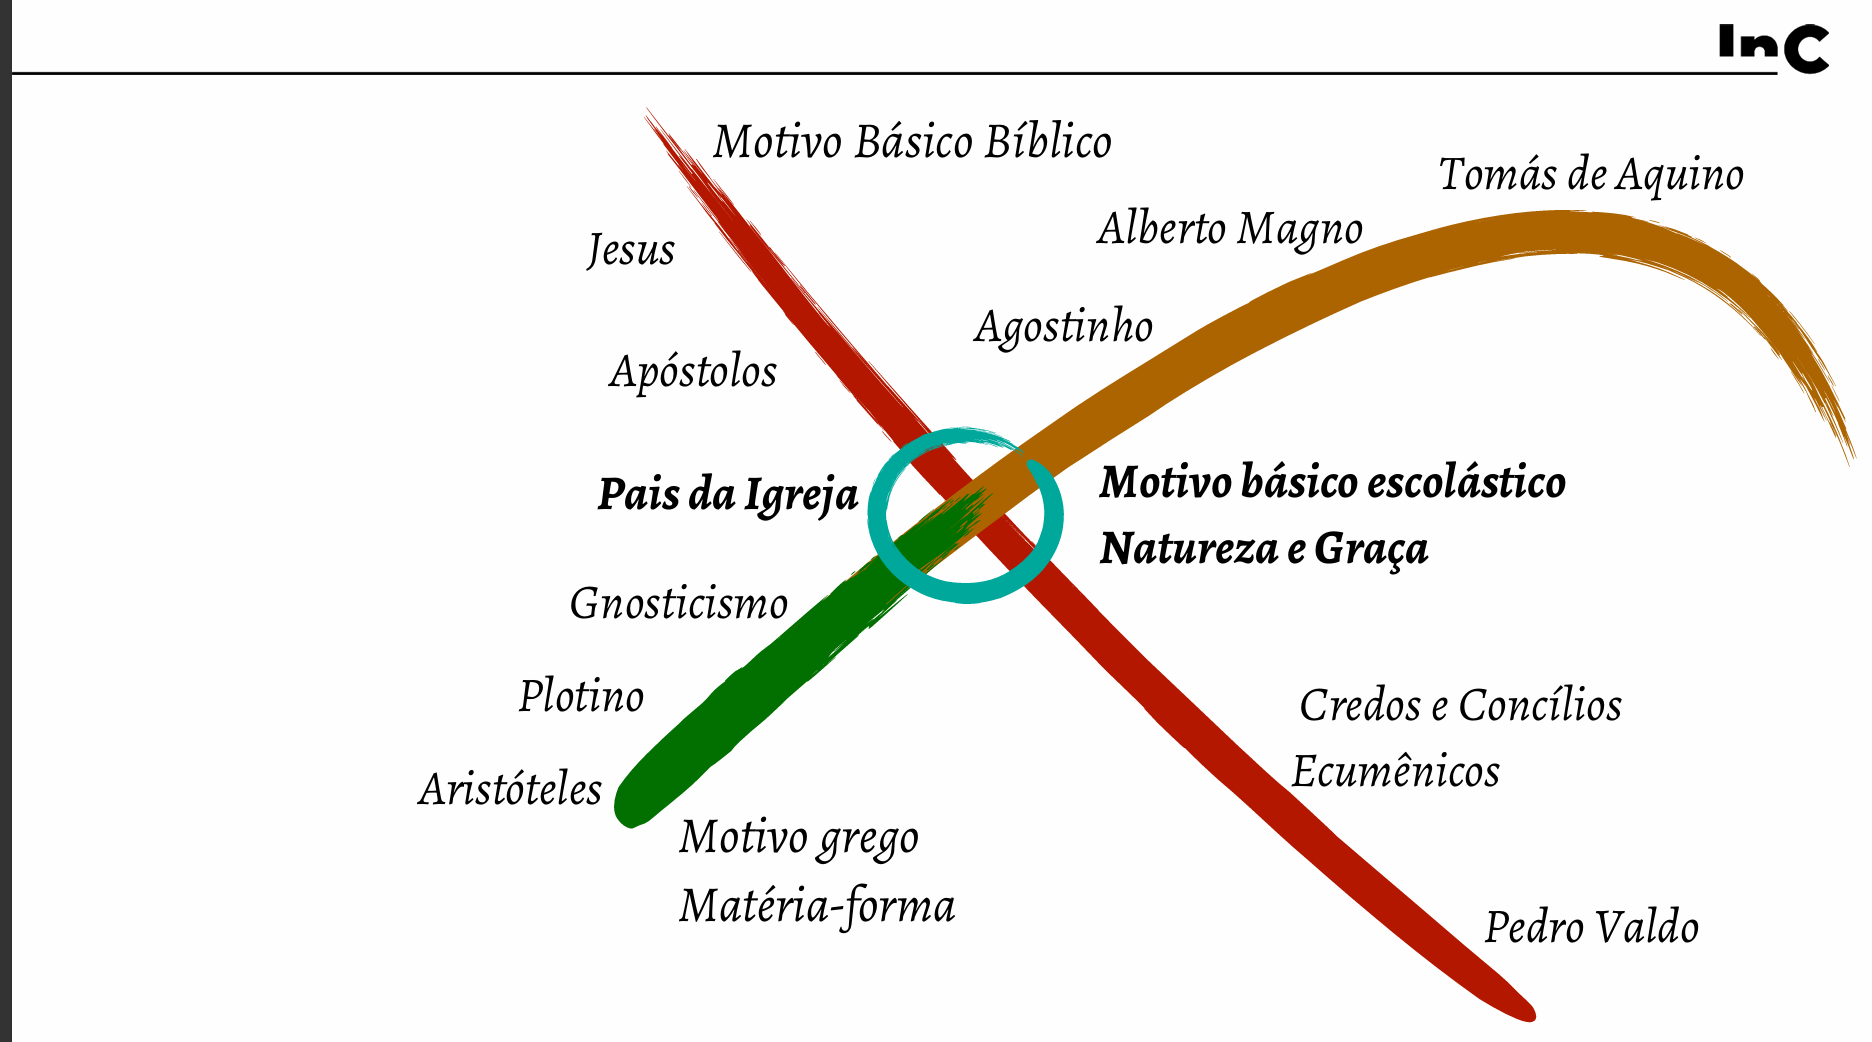 InC
Motivo Básico Bíblico
Tomás de Aquino
Alberto Magno
Jesus
Agostinho
Apóstolos
Pais da Igreja
Motivo básico escolástico
Natureza e Graça
Gnosticismo
Plotino
Credos e Concílios
Ecumênicos
Aristóteles
Motivo grego
Matéria-forma
Pedro Valdo